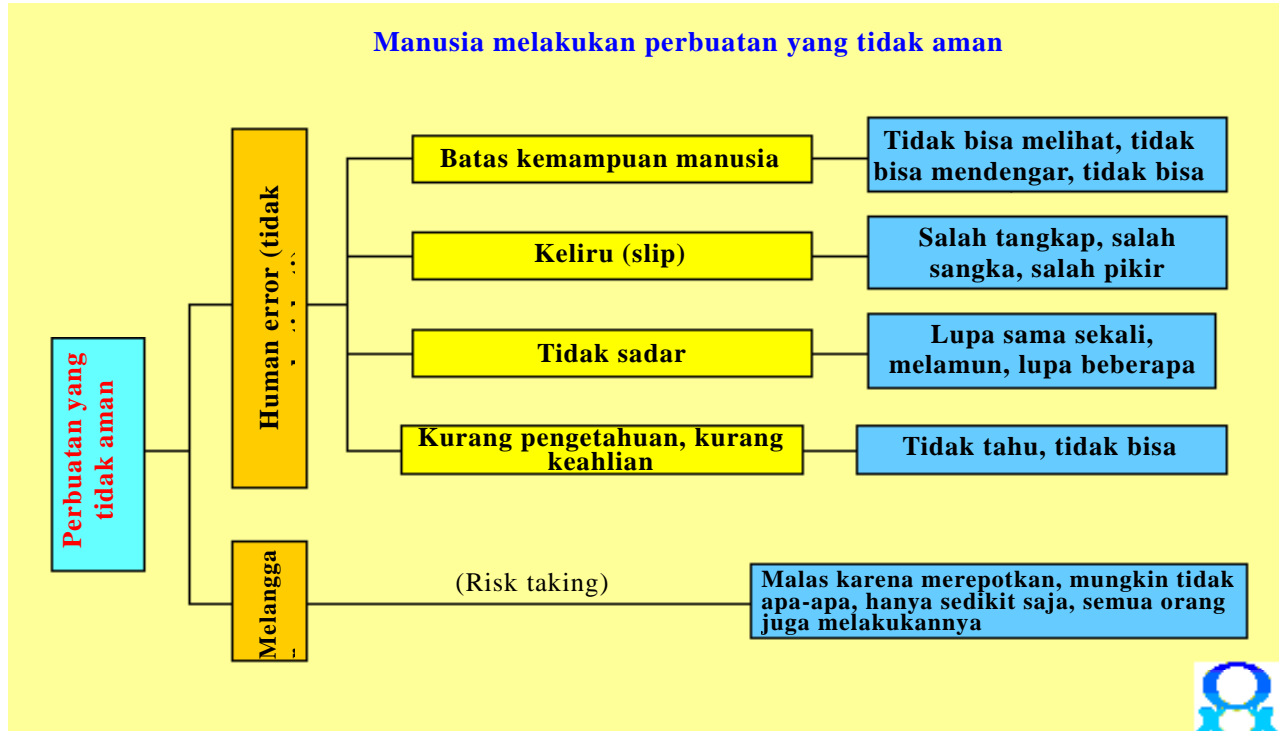 Manusia melakukan perbuatan yang tidak aman
Perbuatan yang
tidak aman
Human error (tidak
Batas kemampuan manusia
Tidak bisa melihat, tidak
bisa mendengar, tidak bisa
Keliru (slip)
Salah tangkap, salah
sangka, salah pikir
Tidak sadar
Lupa sama sekali,
melamun, lupa beberapa
Kurang pengetahuan, kurang
keahlian
Tidak tahu, tidak bisa
Melangga
(Risk taking)
Malas karena merepotkan, mungkin tidak
apa-apa, hanya sedikit saja, semua orang
juga melakukannya